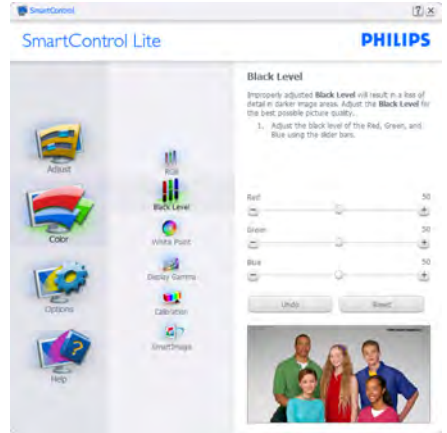 SmartControl
SmartControl Lite
PHILIPS
Black Level
Improperly adjusted Black Level will result in a loss of
detail in darker image areas. Adjust the Black Level for
the best possible picture quality.
1. Adjust the black level of the Red, Green, and
Blue using the slider bars.
Adjust
RGB
Black Level
Color
White Point
Display Gamma
Options
Calibration
SmartImage
Help
Red 50
Green 50
Blue 50
Undo
Reset